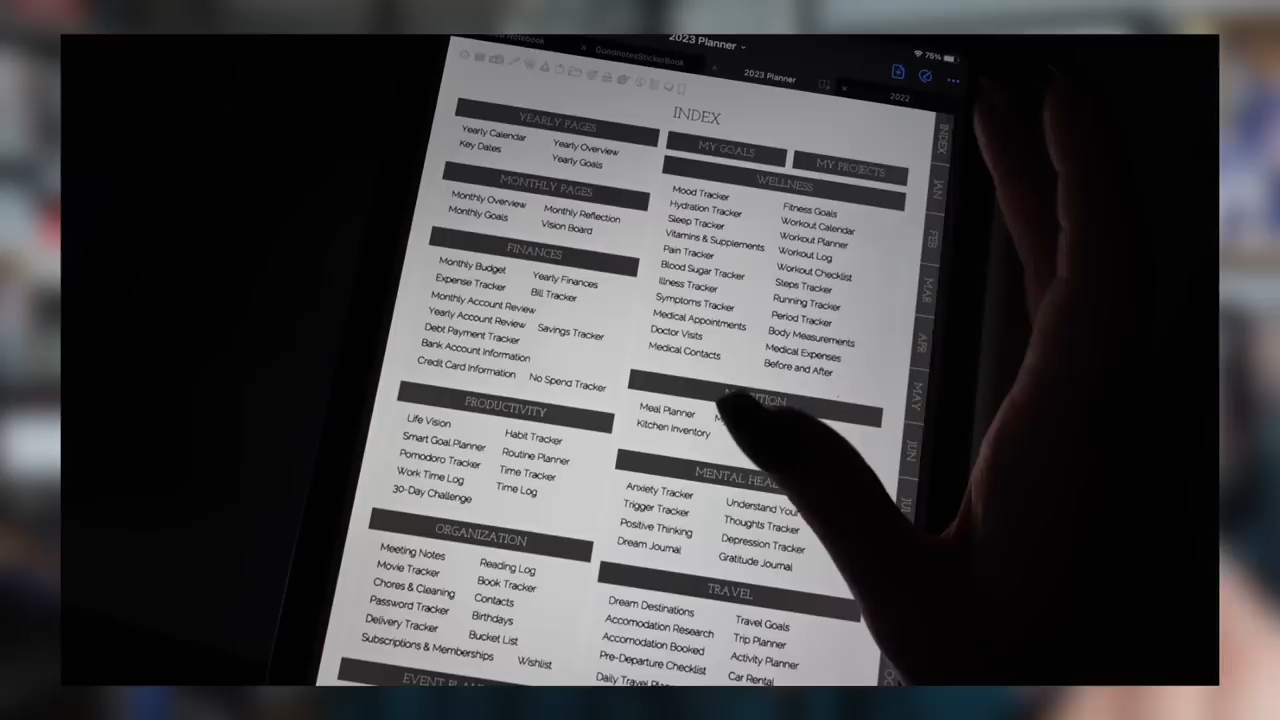 Notebook
GoodnotesStickerBook
2023 Planner
2023 Planner
2022
75%
INDEX
YEARLY PAGES
Yearly Calendar
Yearly Overview
Key Dates
Yearly Goals
MONTHLY PAGES
Monthly Overview
Monthly Reflection
Monthly Goals
Vision Board
FINANCES
Monthly Budget
Yearly Finances
Expense Tracker
Bill Tracker
Monthly Account Review
Yearly Account Review
Savings Tracker
Debt Payment Tracker
Bank Account Information
Credit Card Information
No Spend Tracker
PRODUCTIVITY
Life Vision
Habit Tracker
Smart Goal Planner
Routine Planner
Pomodoro Tracker
Time Tracker
Work Time Log
Time Log
30-Day Challenge
ORGANIZATION
Meeting Notes
Reading Log
Movie Tracker
Book Tracker
Chores & Cleaning
Contacts
Password Tracker
Birthdays
Delivery Tracker
Bucket List
Subscriptions & Memberships
Wishlist
EVENT
MY GOALS
MY PROJECTS
WELLNESS
Mood Tracker
Fitness Goals
Hydration Tracker
Workout Calendar
Sleep Tracker
Workout Planner
Vitamins & Supplements
Workout Log
Pain Tracker
Workout Checklist
Blood Sugar Tracker
Steps Tracker
Illness Tracker
Running Tracker
Symptoms Tracker
Period Tracker
Medical Appointments
Body Measurements
Doctor Visits
Medical Expenses
Medical Contacts
Before and After
Meal Planner
Kitchen Inventory
MENTAL
Anxiety Tracker
Understand
Trigger Tracker
Thoughts Tracker
Positive Thinking
Depression Tracker
Dream Journal
Gratitude Journal
TRAVEL
Dream Destinations
Travel Goals
Accomodation Research
Trip Planner
Accomodation Booked
Activity Planner
Pre-Departure Checklist
Car Rental
Daily Travel
INDEX
JAN
FEB
MAR
APR
MAY
JUN